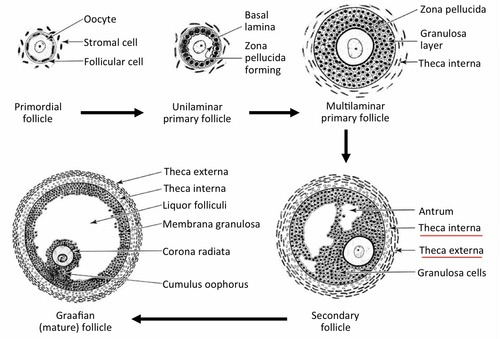 Oocyte
Stromal cell
Follicular cell
Primordial
follicle
Basal
lamina
Zona
pellucida
forming
Unilaminar
primary follicle
Zona pellucida
Granulosa
layer
Theca interna
Multilaminar
primary follicle
Theca externa
Theca interna
Liquor folliculi
Membrana granulosa
Corona radiata
Cumulus oophorus
Graafian
(mature) follicle
Antrum
Theca interna
Theca externa
Granulosa cells
Secondary
follicle